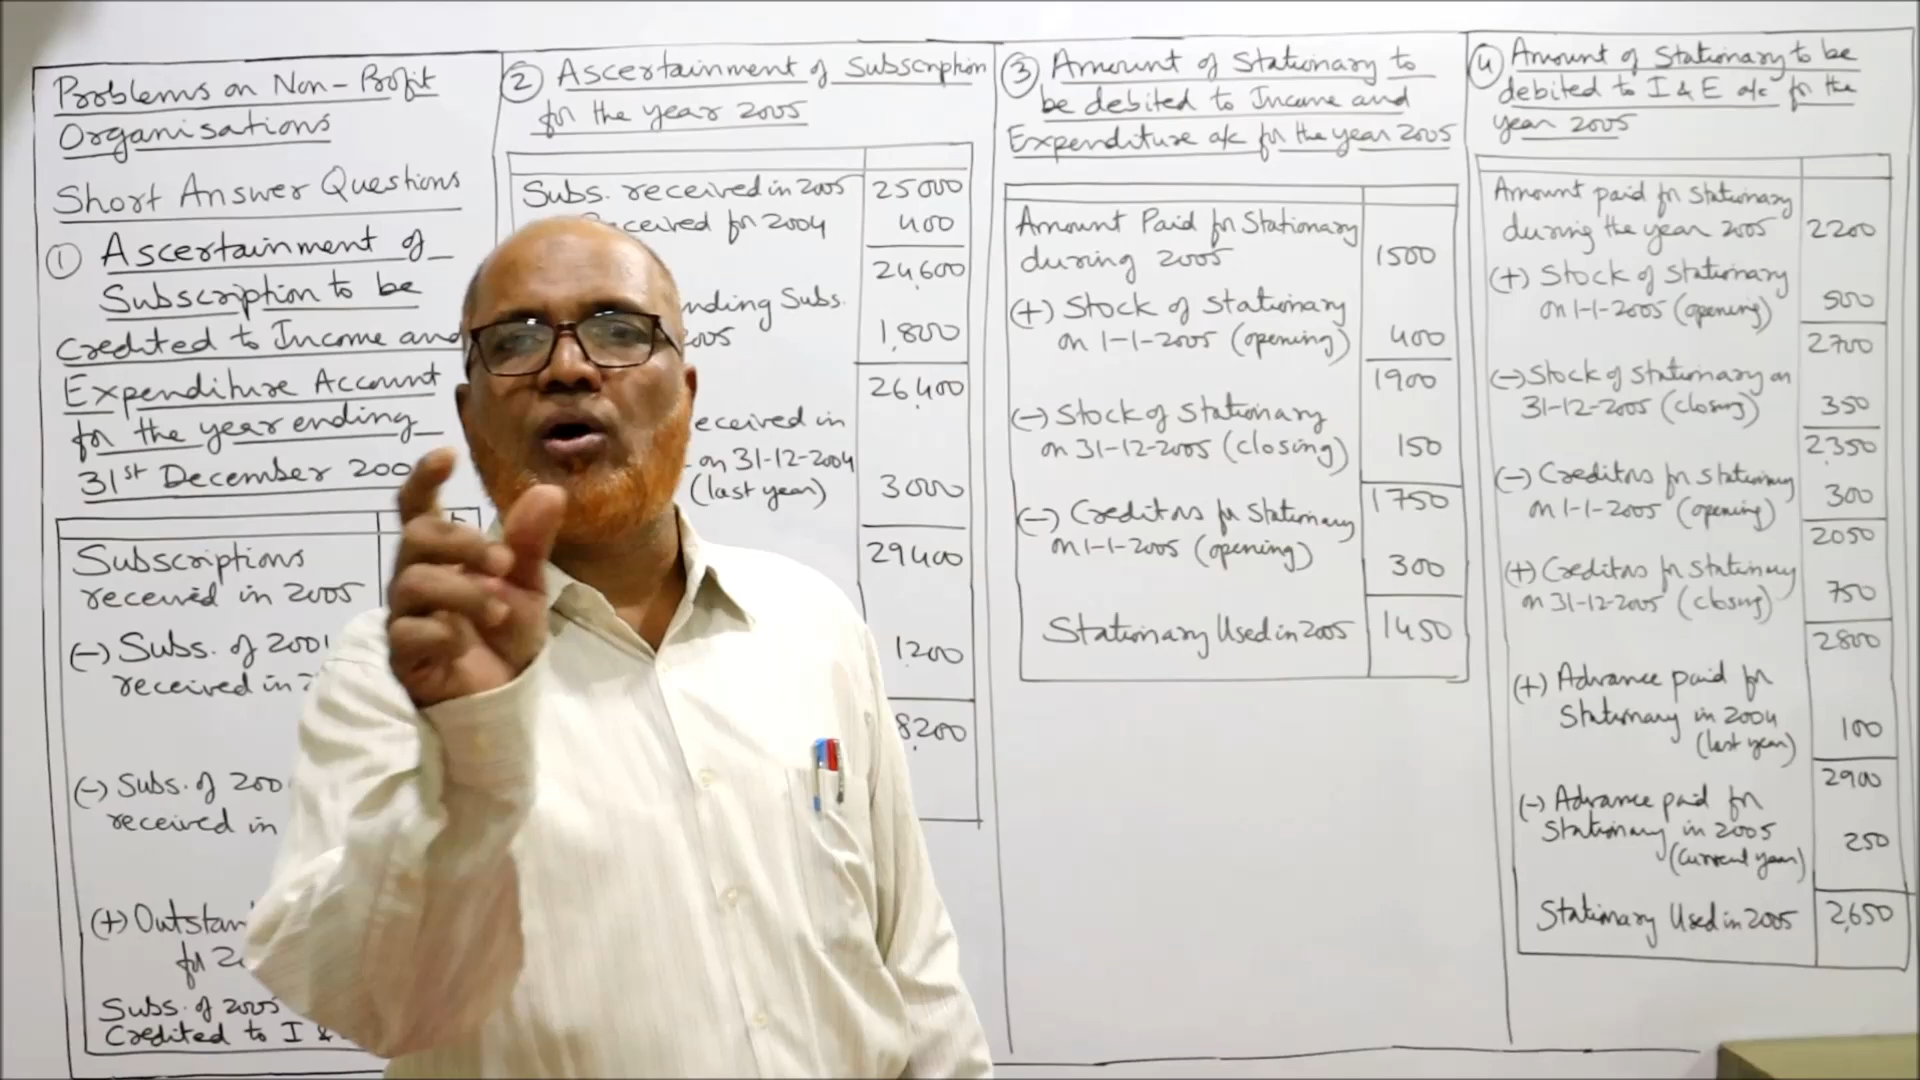 Problems on Non-Profit
Organisations
Short Answer Questions
① Ascertainment of
Subscription to be
Credited to Income and
Expenditure Account
for the year ending
31st December 200
Subscriptions
received in 2005
(-) Subs. of 200
received in
(-) Subs. of 200
received in
(+) Outstan
for 2
Subs. of 2005
Credited to I &
② Ascertainment of Subscription
for the year 2005
Subs. received in 2005 25000
eceived for 2004 400
24,600
nding Subs.
2005 1,800
26,400
eceived in
on 31-12-2004
(last year) 3000
29400
1200
8,200
③ Amount of Stationary to
be debited to Income and
Expenditure a/c for the year 2005
Amount Paid for Stationary
during 2005 1500
(+) Stock of Stationary
on 1-1-2005 (opening) 400
1900
(-) Stock of Stationary
on 31-12-2005 (closing) 150
1750
(-) Creditors for Stationary
on 1-1-2005 (opening) 300
Stationary Used in 2005 1450
④ Amount of Stationary to be
debited to I & E a/c for the
year 2005
Amount paid for Stationary
during the year 2005 2200
(+) Stock of Stationary
on 1-1-2005 (opening) 500
2700
(-) Stock of Stationary on
31-12-2005 (closing) 350
2,350
(-) Creditors for Stationary
on 1-1-2005 (opening) 300
2050
(+) Creditors for Stationary
on 31-12-2005 (closing) 750
2800
(+) Advance paid for
Stationary in 2004
(last year) 100
2900
(-) Advance paid for
Stationary in 2005
(current year) 250
Stationary Used in 2005 2,650